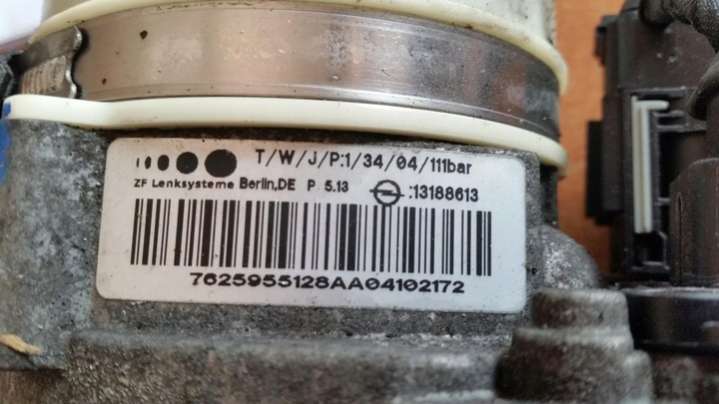 T/W/J/P:1/34/04/111bar
ZF Lenksysteme Berlin,DE P 5.13 :13188613
7625955128AA04102172